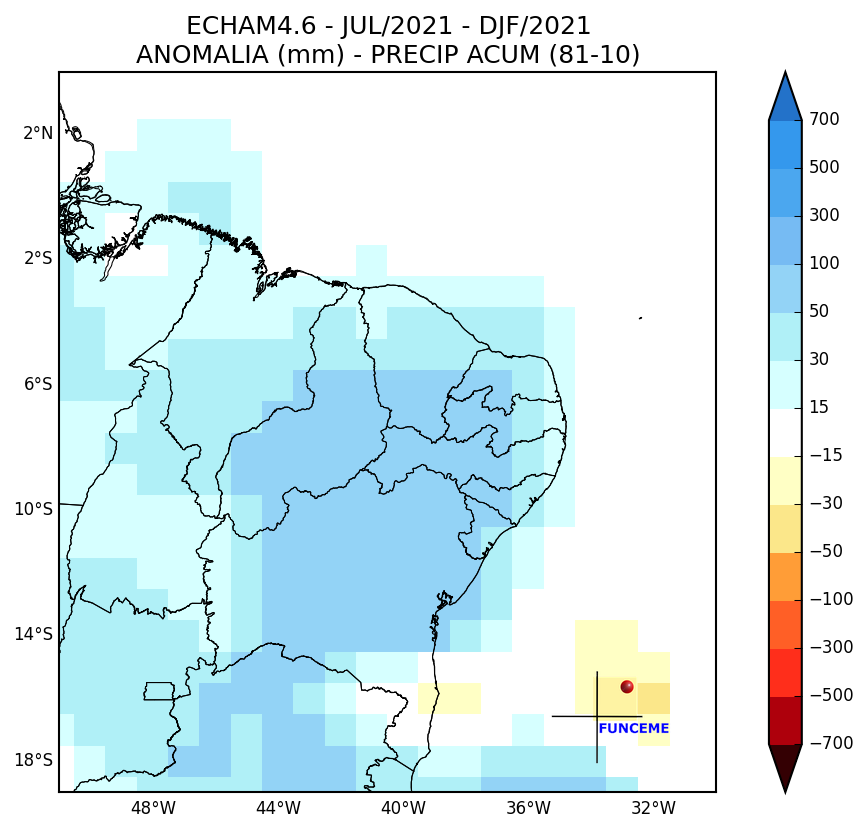 ECHAM4.6 - JUL/2021 - DJF/2021
ANOMALIA (mm) - PRECIP ACUM (81-10)
2°N
2°S
6°S
10°S
14°S
18°S
48°W
44°W
40°W
36°W
32°W
FUNCEME
700
500
300
100
50
30
15
−15
−30
−50
−100
−300
−500
−700